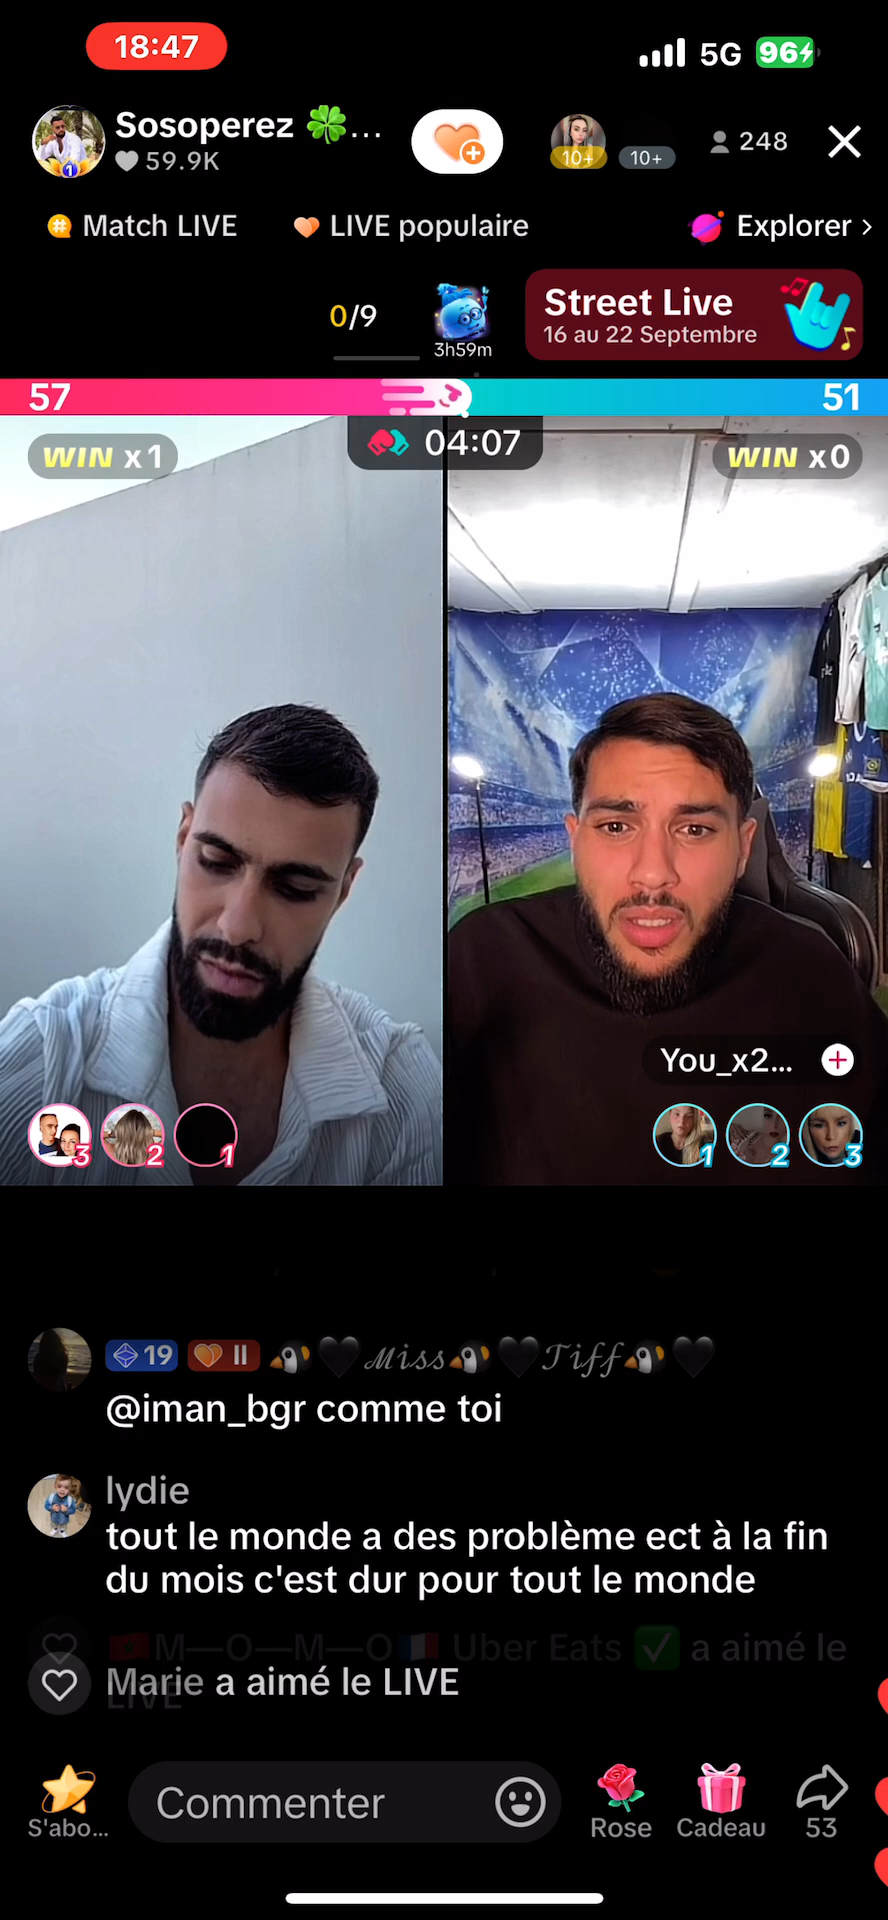 18:47
5G
96
Sosoperez 🍀...
59.9K
10+
10+
248
Match LIVE
LIVE populaire
Explorer >
0/9
3h59m
Street Live
16 au 22 Septembre
57
51
WIN x1
04:07
WIN x0
You_x2...
3
2
1
1
2
3
19
II
🐧🖤𝓜𝓲𝓼𝓼🐧🖤𝓣𝓲𝓯𝓯🐧🖤
@iman_bgr comme toi
lydie
tout le monde a des problème ect à la fin
du mois c'est dur pour tout le monde
🇲🇦M—O—M—O🇫🇷 Uber Eats ✅ a aimé le
LIVE
Marie a aimé le LIVE
Commenter
S'abo...
Rose
Cadeau
53